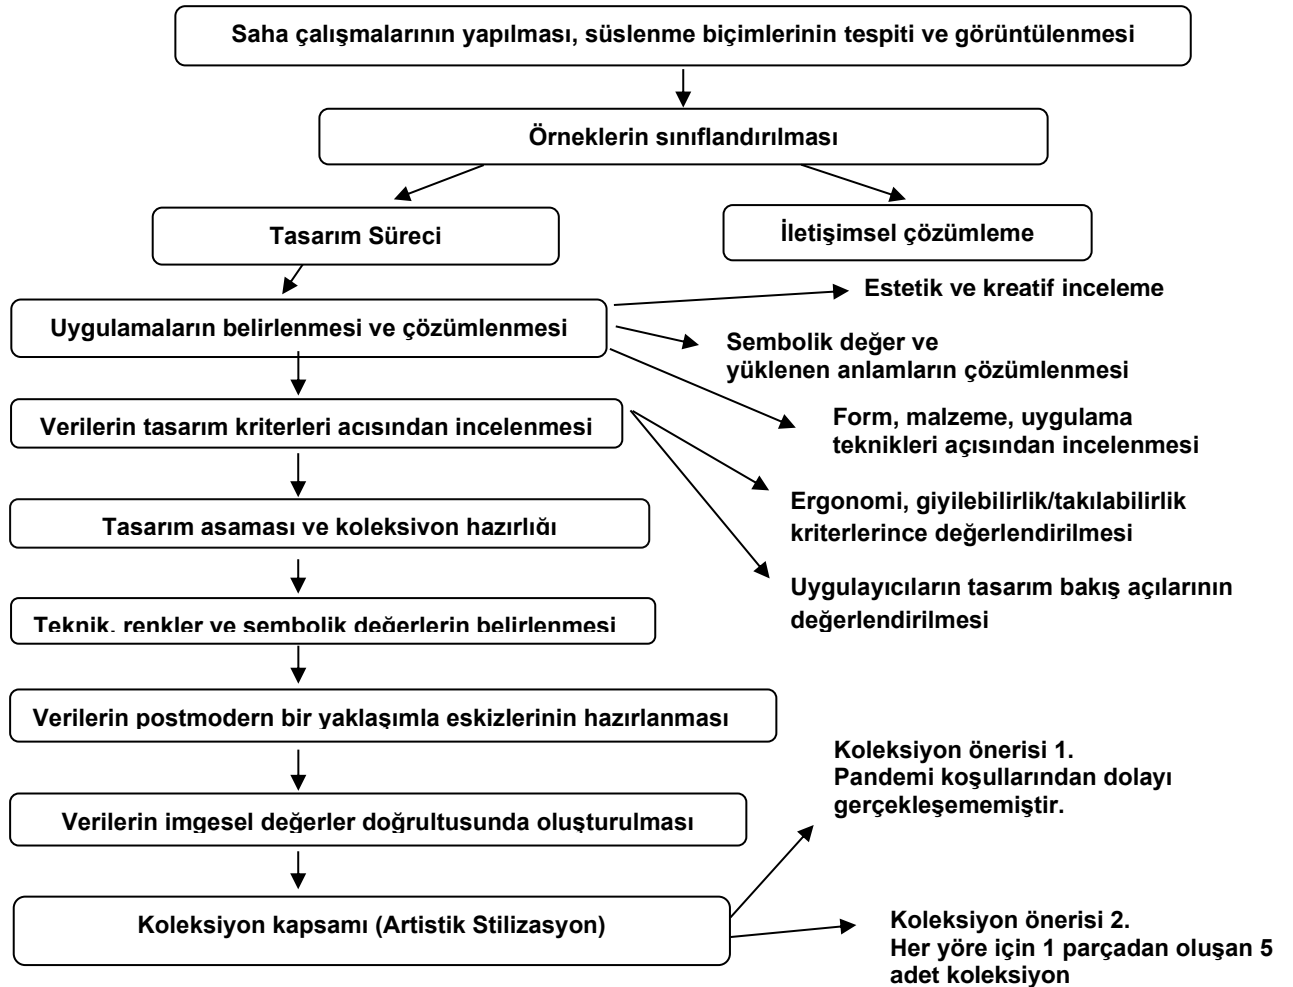 Saha çalışmalarının yapılması, süslenme biçimlerinin tespiti ve görüntülenmesi
Örneklerin sınıflandırılması
Tasarım Süreci
İletişimsel çözümleme
Uygulamaların belirlenmesi ve çözümlenmesi
Estetik ve kreatif inceleme
Sembolik değer ve
yüklenen anlamların çözümlenmesi
Form, malzeme, uygulama
teknikleri açısından incelenmesi
Verilerin tasarım kriterleri acısından incelenmesi
Ergonomi, giyilebilirlik/takılabilirlik
kriterlerince değerlendirilmesi
Uygulayıcıların tasarım bakış açılarının
değerlendirilmesi
Tasarım asaması ve koleksivon hazırlığı
Teknik, renkler ve sembolik değerlerin belirlenmesi
Verilerin postmodern bir yaklaşımla eskizlerinin hazırlanması
Verilerin imgesel değerler doğrultusunda oluşturulması
Koleksiyon kapsamı (Artistik Stilizasyon)
Koleksiyon önerisi 1.
Pandemi koşullarından dolayı
gerçekleşememiştir.
Koleksiyon önerisi 2.
Her yöre için 1 parçadan oluşan 5
adet koleksiyon